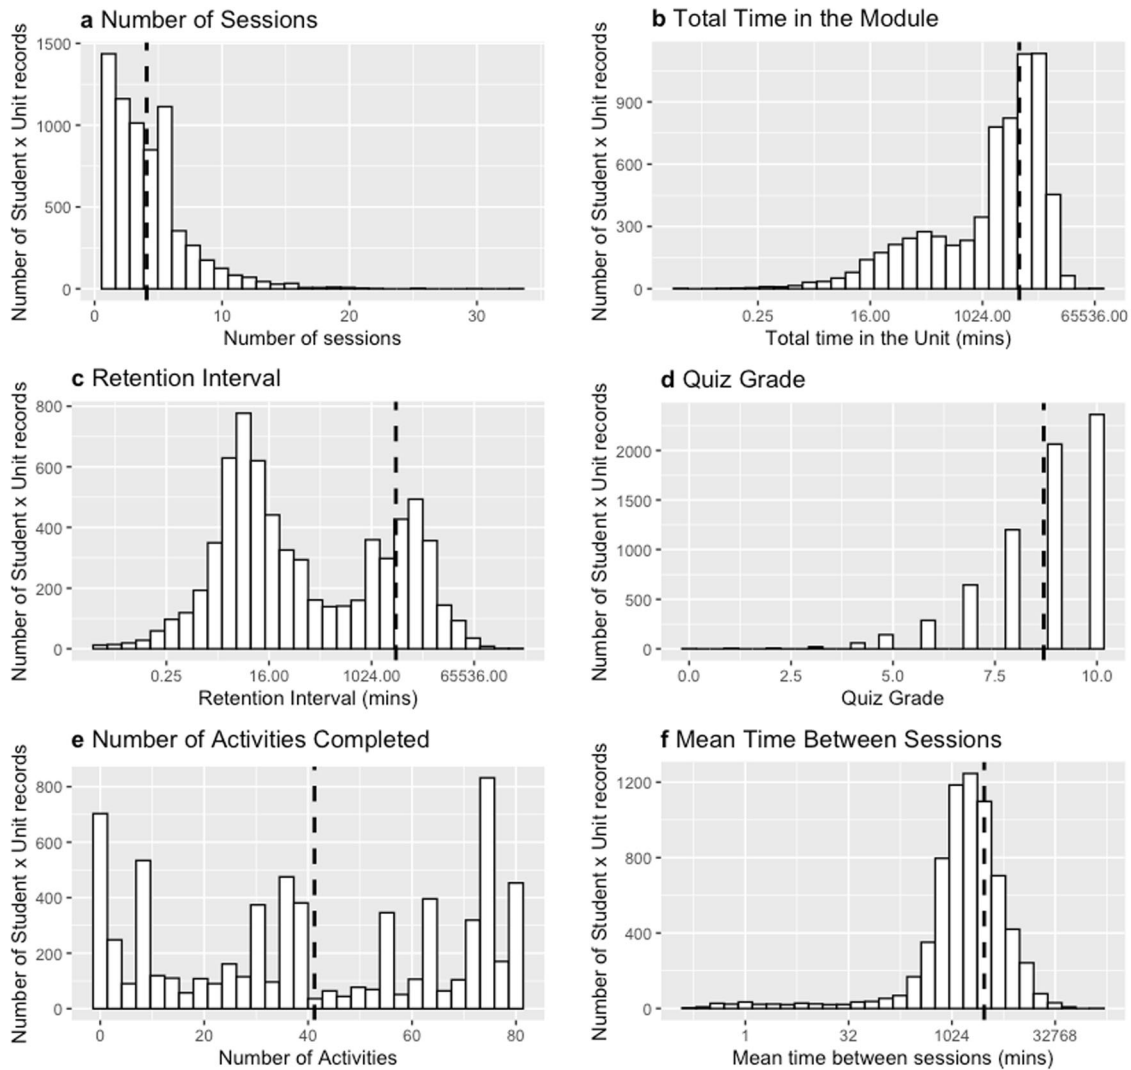 a Number of Sessions
Number of Student x Unit records
1500
1000
500
0
0 10 20 30
Number of sessions
b Total Time in the Module
Number of Student x Unit records
900
600
300
0
0.25 16.00 1024.00 65536.00
Total time in the Unit (mins)
c Retention Interval
Number of Student x Unit records
800
600
400
200
0
0.25 16.00 1024.00 65536.00
Retention Interval (mins)
d Quiz Grade
Number of Student x Unit records
2000
1500
1000
500
0
0.0 2.5 5.0 7.5 10.0
Quiz Grade
e Number of Activities Completed
Number of Student x Unit records
800
600
400
200
0
0 20 40 60 80
Number of Activities
f Mean Time Between Sessions
Number of Student x Unit records
1200
800
400
0
1 32 1024 32768
Mean time between sessions (mins)